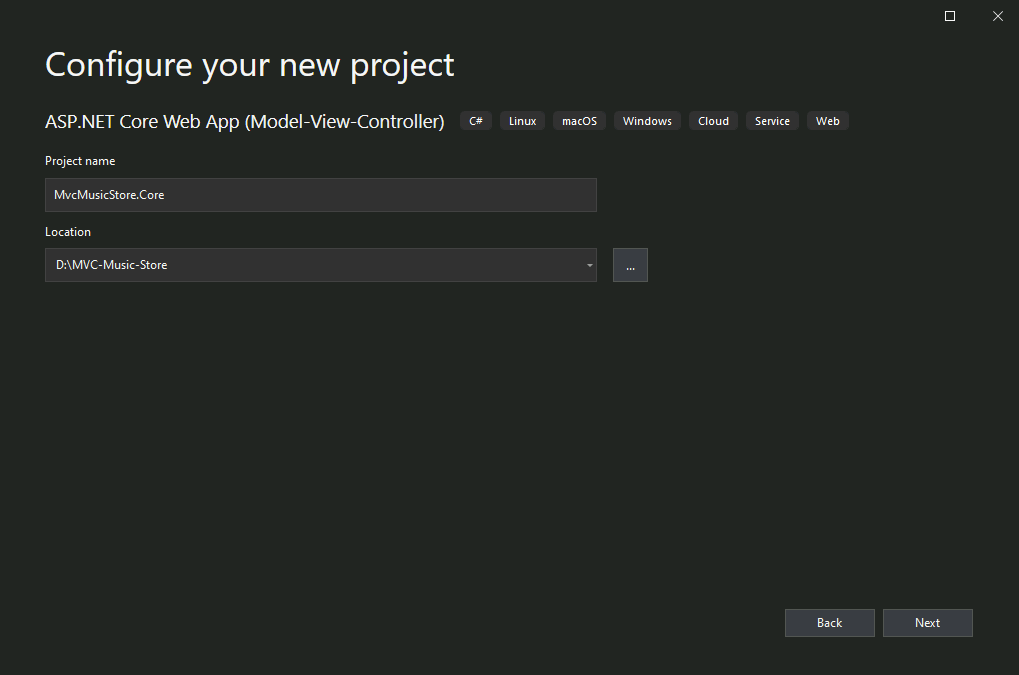 Configure your new project
ASP.NET Core Web App (Model-View-Controller) C# Linux macOS Windows Cloud Service Web
Project name
MvcMusicStore.Core
Location
D:\MVC-Music-Store ...
Back Next